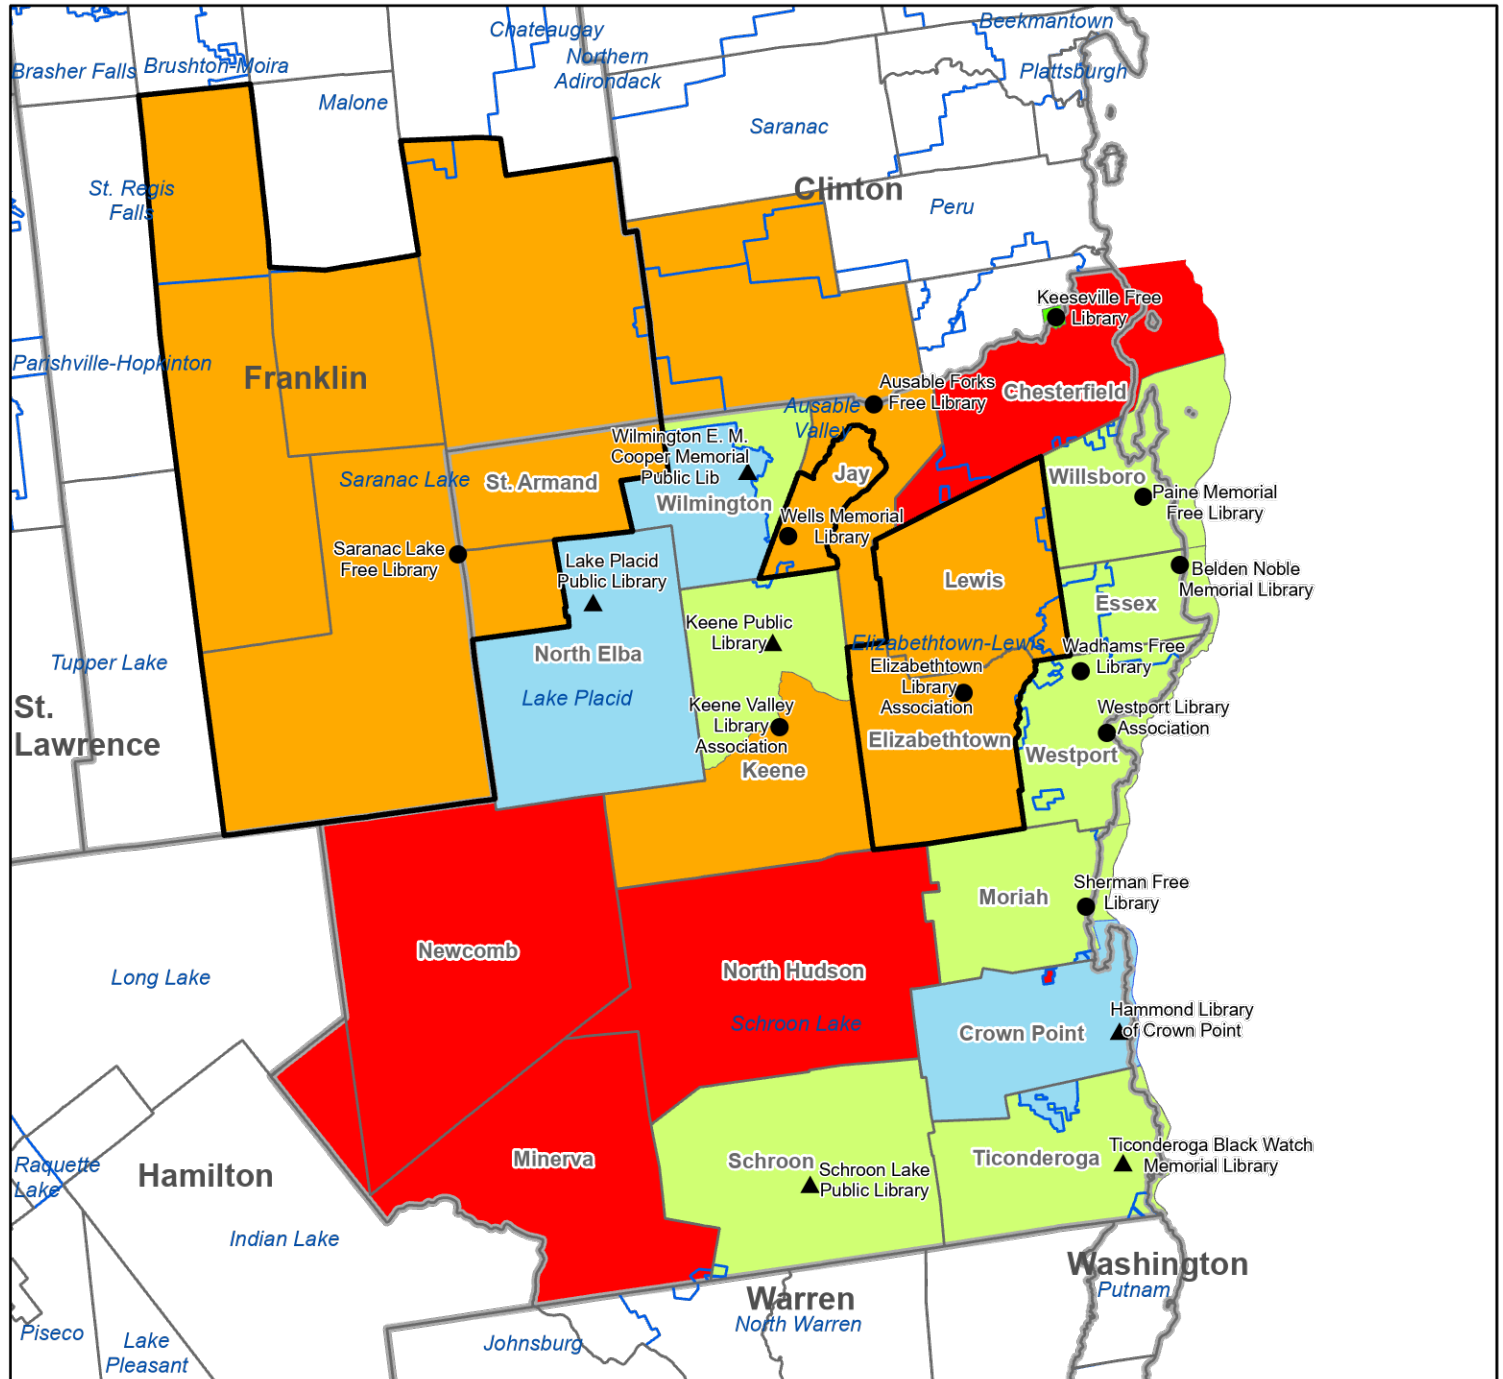 Chateaugay
Beekmantown
Northern
Adirondack
Brasher Falls
Brushton-Moira
Plattsburgh
Malone
Saranac
St. Regis
Falls
Clinton
Peru
Keeseville Free
Library
Parishville-Hopkinton
Franklin
Ausable Forks
Free Library
Chesterfield
Ausable
Valley
Wilmington E. M.
Cooper Memorial
Public Lib
Saranac Lake
St. Armand
Jay
Willsboro
Wilmington
Paine Memorial
Free Library
Wells Memorial
Library
Saranac Lake
Free Library
Lake Placid
Public Library
Lewis
Belden Noble
Memorial Library
Essex
Keene Public
Library
Elizabethtown-Lewis
Wadhams Free
Library
North Elba
Tupper Lake
Elizabethtown
Library
Association
Lake Placid
St.
Lawrence
Keene Valley
Library
Association
Westport Library
Association
Elizabethtown
Westport
Keene
Sherman Free
Library
Moriah
Newcomb
North Hudson
Long Lake
Schroon Lake
Hammond Library
of Crown Point
Crown Point
Ticonderoga Black Watch
Memorial Library
Minerva
Schroon
Ticonderoga
Schroon Lake
Public Library
Raquette
Lake
Hamilton
Indian Lake
Washington
Putnam
Warren
North Warren
Piseco
Lake
Pleasant
Johnsburg